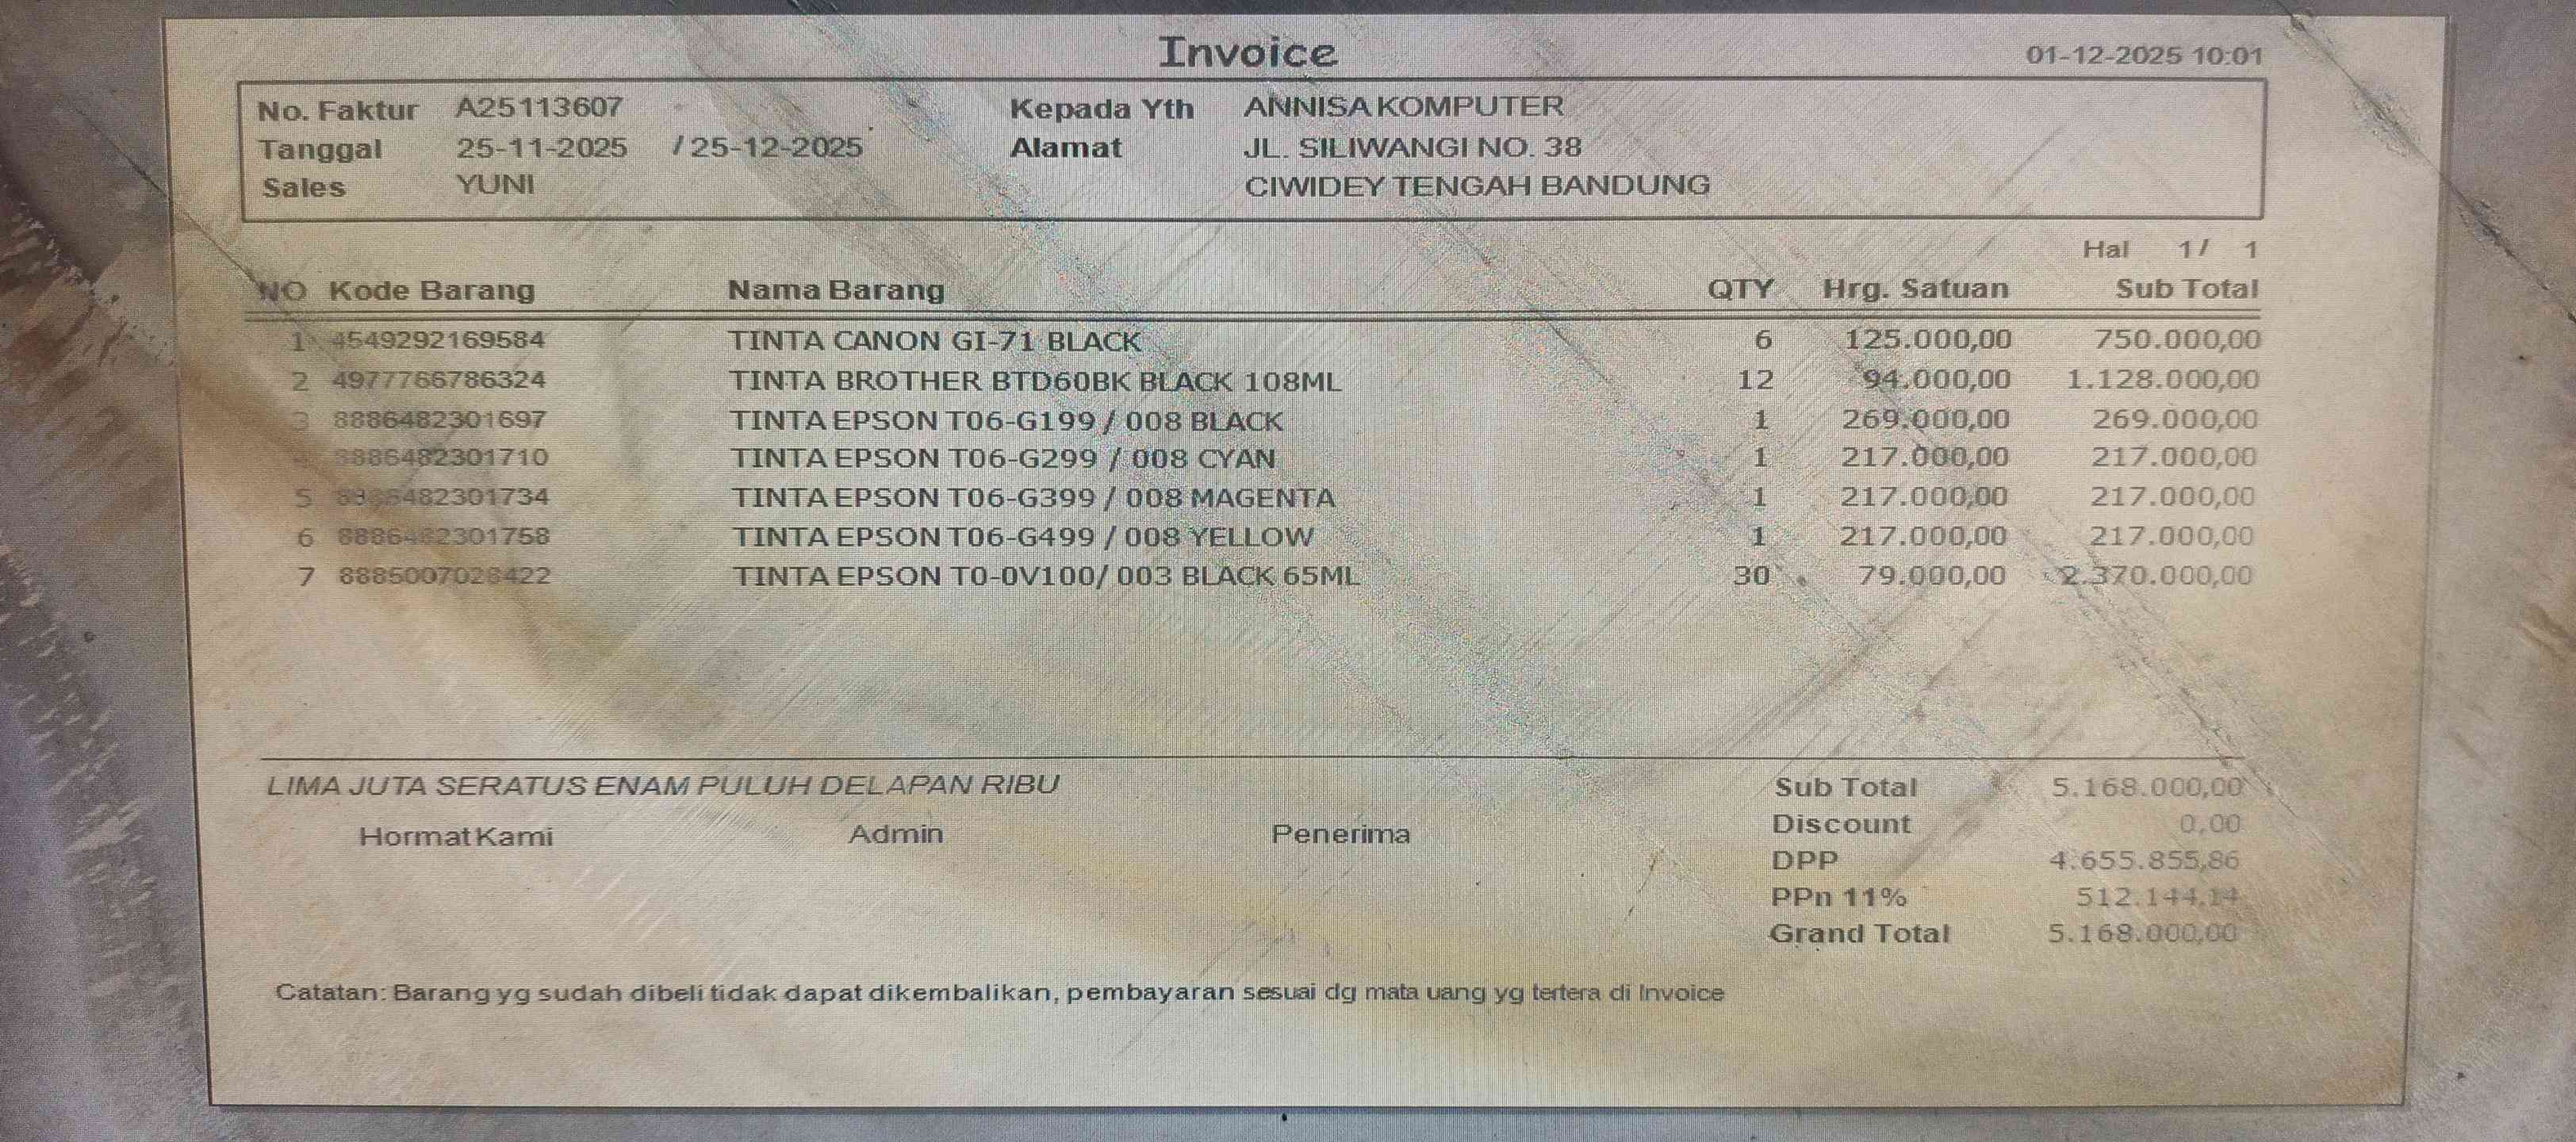 Invoice
01-12-2025 10:01
No. Faktur A25113607 Kepada Yth ANNISA KOMPUTER
Tanggal 25-11-2025 / 25-12-2025 Alamat JL. SILIWANGI NO. 38
Sales YUNI CIWIDEY TENGAH BANDUNG
Hal 1/ 1
NO Kode Barang Nama Barang QTY Hrg. Satuan Sub Total
1 4549292169584 TINTA CANON GI-71 BLACK 6 125.000,00 750.000,00
2 4977766786324 TINTA BROTHER BTD60BK BLACK 108ML 12 94.000,00 1.128.000,00
3 8886482301697 TINTA EPSON T06-G199 / 008 BLACK 1 269.000,00 269.000,00
8886482301710 TINTA EPSON T06-G299 / 008 CYAN 1 217.000,00 217.000,00
5 TINTA EPSON T06-G399 / 008 MAGENTA 1 217.000,00 217.000,00
6 8886482301758 TINTA EPSON T06-G499 / 008 YELLOW 1 217.000,00 217.000,00
7 8885007028422 TINTA EPSON T0-0V100/ 003 BLACK 65ML 30 79.000,00 2.370.000,00
LIMA JUTA SERATUS ENAM PULUH DELAPAN RIBU Sub Total 5.168.000,00
Hormat Kami Admin Penerima Discount 0,00
DPP 4.655.855,86
PPn 11% 512.144,14
Grand Total 5.168.000,00
Catatan: Barang yg sudah dibeli tidak dapat dikembalikan, pembayaran sesuai dg mata uang yg tertera di Invoice